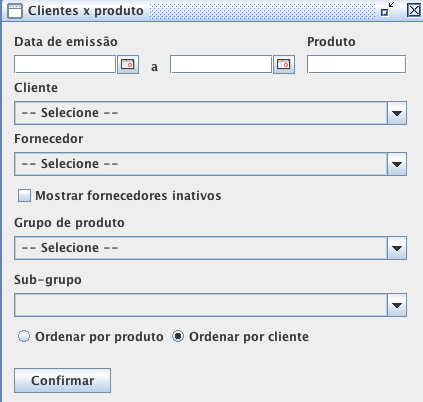 Clientes x produto
Data de emissão Produto
a
Cliente
-- Selecione --
Fornecedor
-- Selecione --
Mostrar fornecedores inativos
Grupo de produto
-- Selecione --
Sub-grupo
Ordenar por produto Ordenar por cliente
Confirmar